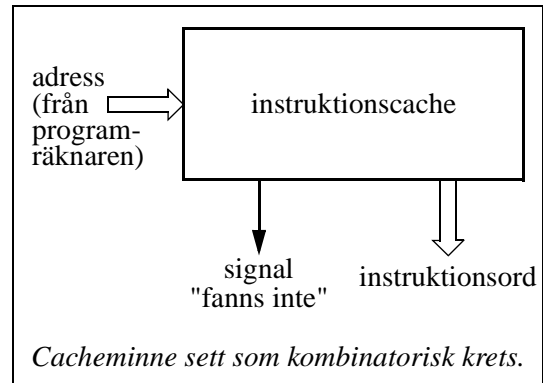 adress
(från
program-
räknaren)
instruktionscache
signal
"fanns inte"
instruktionsord
Cacheminne sett som kombinatorisk krets.